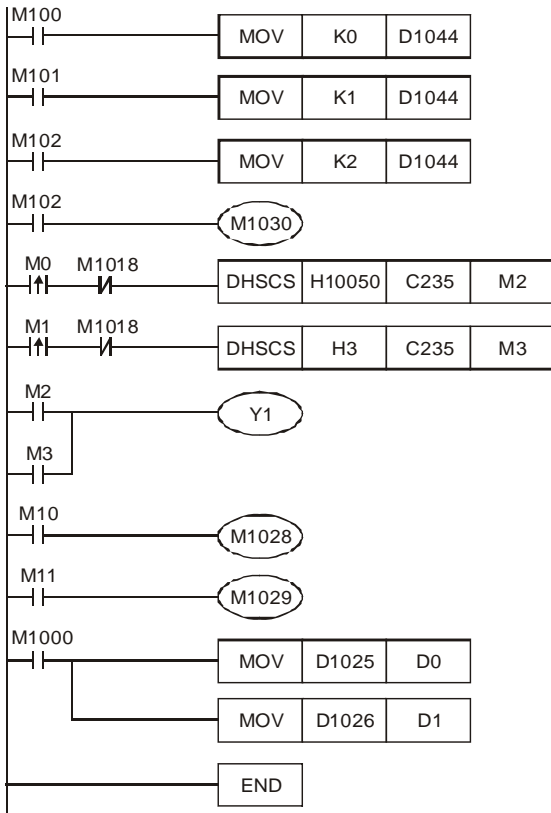 M100
MOV K0 D1044
M101
MOV K1 D1044
M102
MOV K2 D1044
M102
M1030
M0 M1018
DHSCS H10050 C235 M2
M1 M1018
DHSCS H3 C235 M3
M2
Y1
M3
M10
M1028
M11
M1029
M1000
MOV D1025 D0
MOV D1026 D1
END